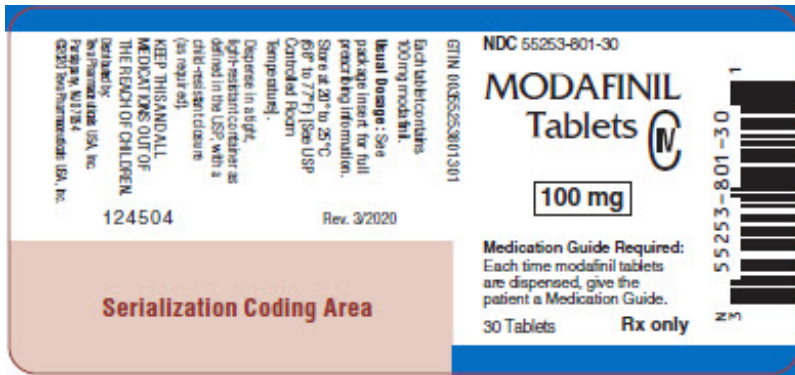 GTIN 00355253801301
Each tablet contains
100 mg modafinil.
Usual Dosage: See
package insert for full
prescribing information.
Store at 20° to 25°C
(68° to 77°F) [See USP
Controlled Room
Temperature].
Dispense in a tight,
light-resistant container as
defined in the USP, with a
child-resistant closure
(as required).
KEEP THIS AND ALL
MEDICATIONS OUT OF
THE REACH OF CHILDREN.
Distributed by:
Teva Pharmaceuticals USA, Inc.
Parsippany, NJ 07054
©2020 Teva Pharmaceuticals USA, Inc.
124504
Rev. 3/2020
Serialization Coding Area
NDC 55253-801-30
MODAFINIL
Tablets CIV
100 mg
Medication Guide Required:
Each time modafinil tablets
are dispensed, give the
patient a Medication Guide.
30 Tablets Rx only
N 3 55253-801-30 1